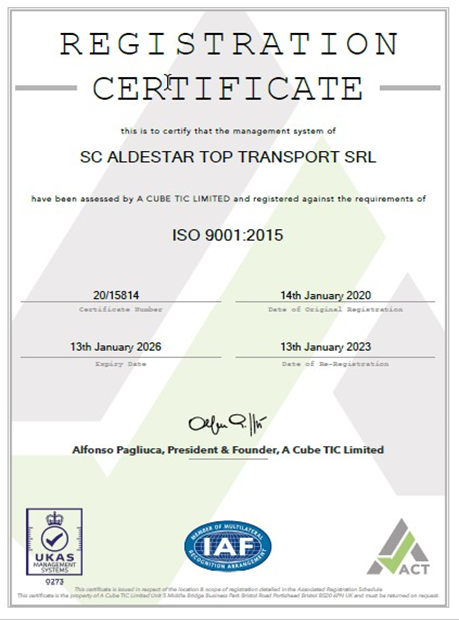 REGISTRATION
CERTIFICATE
this is to certify that the management system of
SC ALDESTAR TOP TRANSPORT SRL
have been assessed by A CUBE TIC LIMITED and registered against the requirements of
ISO 9001:2015
20/15814 14th January 2020
Certificate Number Date of Original Registration
13th January 2026 13th January 2023
Expiry Date Date of Re-Registration
Alfonso Pagliuca, President & Founder, A Cube TIC Limited
UKAS
MANAGEMENT
SYSTEMS
0273
MEMBER OF MULTILATERAL
IAF
RECOGNITION ARRANGEMENT
ACT
This certificate is issued in respect of the location & scope of registration detailed in the Associated Registration Schedule
This certificate is the property of A Cube TIC Limited Unit 5 Middle Bridge Business Park Bristol Road Portishead Bristol BS20 6PN UK and must be returned on request.